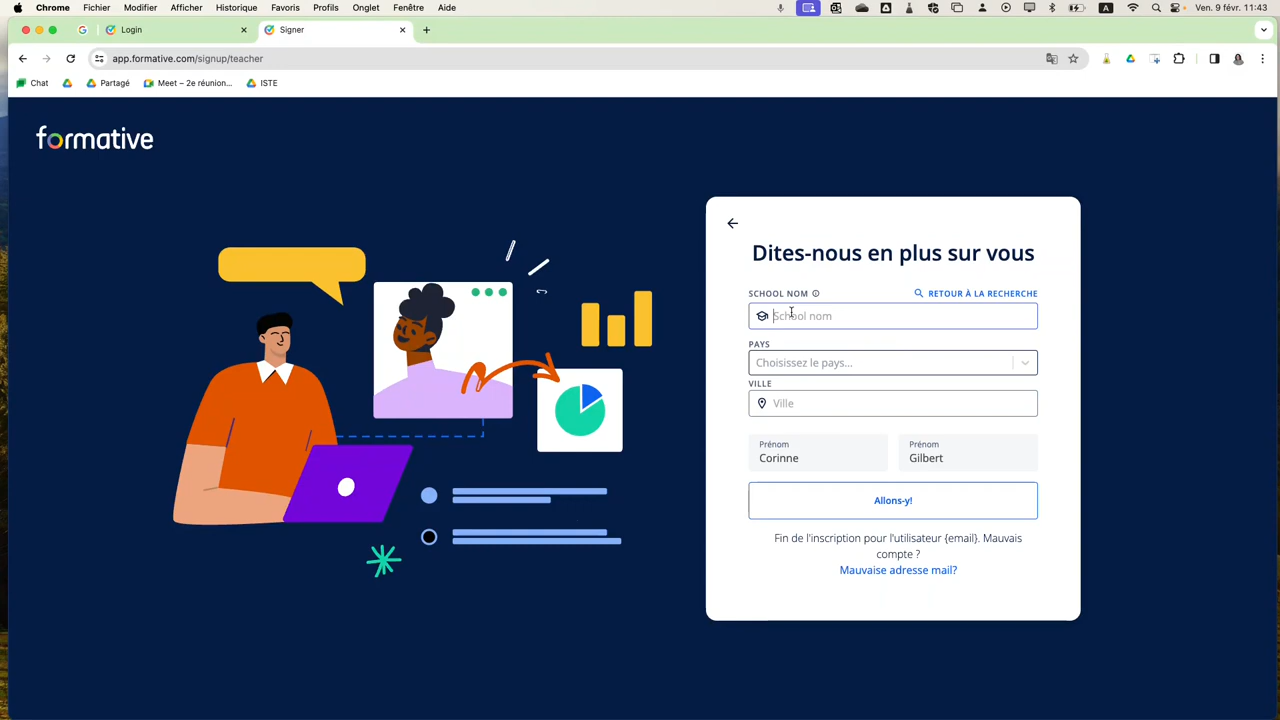 Chrome Fichier Modifier Afficher Historique Favoris Profils Onglet Fenêtre Aide
A
Ven. 9 févr. 11:43
Login
Signer
app.formative.com/signup/teacher
Chat
Partagé
Meet – 2e réunion...
ISTE
formative
Dites-nous en plus sur vous
SCHOOL NOM
RETOUR À LA RECHERCHE
School nom
PAYS
Choisissez le pays...
VILLE
Ville
Prénom
Corinne
Prénom
Gilbert
Allons-y!
Fin de l'inscription pour l'utilisateur {email}. Mauvais
compte ?
Mauvaise adresse mail?